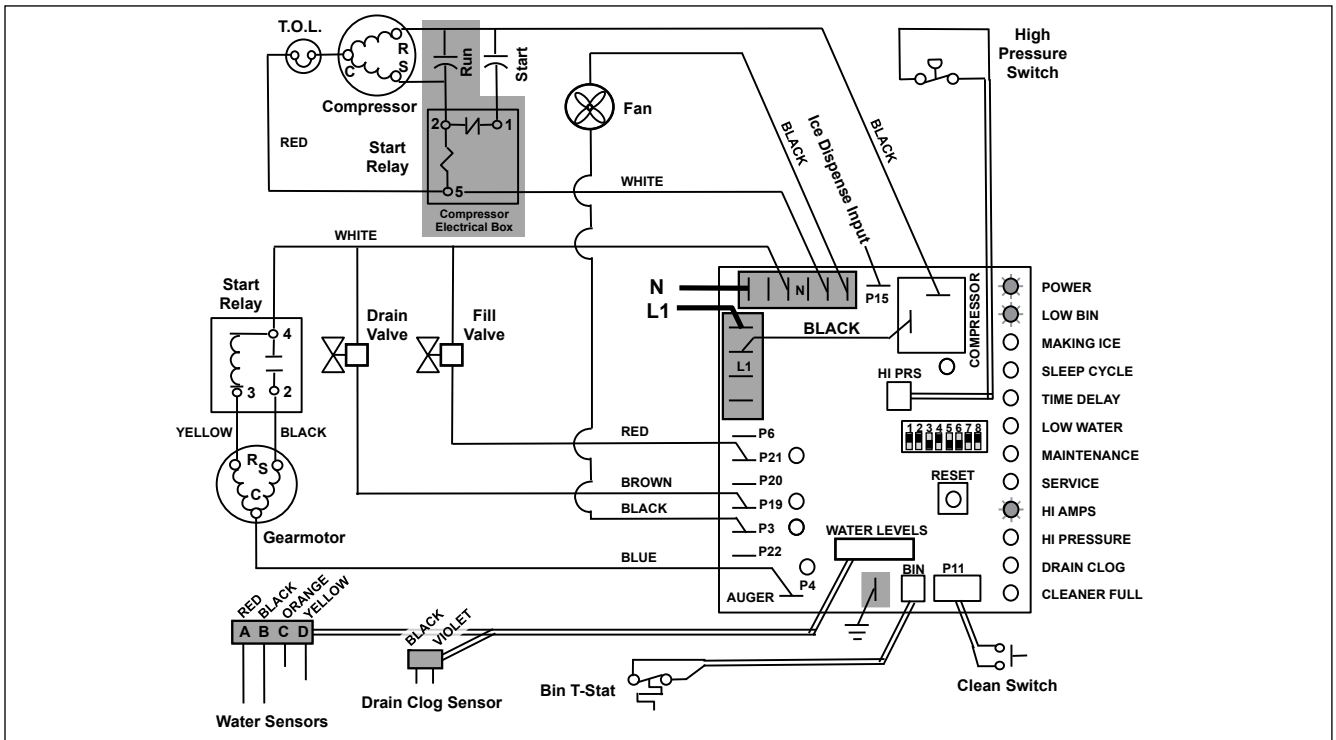 T.O.L.
R
S
C
Compressor
Run
Start
2
1
5
Start
Relay
Compressor
Electrical Box
RED
Fan
BLACK
Ice Dispense Input
BLACK
High
Pressure
Switch
WHITE
WHITE
Start
Relay
4
3
2
YELLOW
BLACK
R
S
C
Gearmotor
Drain
Valve
Fill
Valve
N
L1
N
L1
BLACK
P15
COMPRESSOR
HI PRS
1 2 3 4 5 6 7 8
RESET
RED
BROWN
BLACK
BLUE
P6
P21
P20
P19
P3
P22
P4
AUGER
WATER LEVELS
BIN
P11
POWER
LOW BIN
MAKING ICE
SLEEP CYCLE
TIME DELAY
LOW WATER
MAINTENANCE
SERVICE
HI AMPS
HI PRESSURE
DRAIN CLOG
CLEANER FULL
RED
BLACK
ORANGE
YELLOW
A B C D
Water Sensors
BLACK
VIOLET
Drain Clog Sensor
Bin T-Stat
Clean Switch